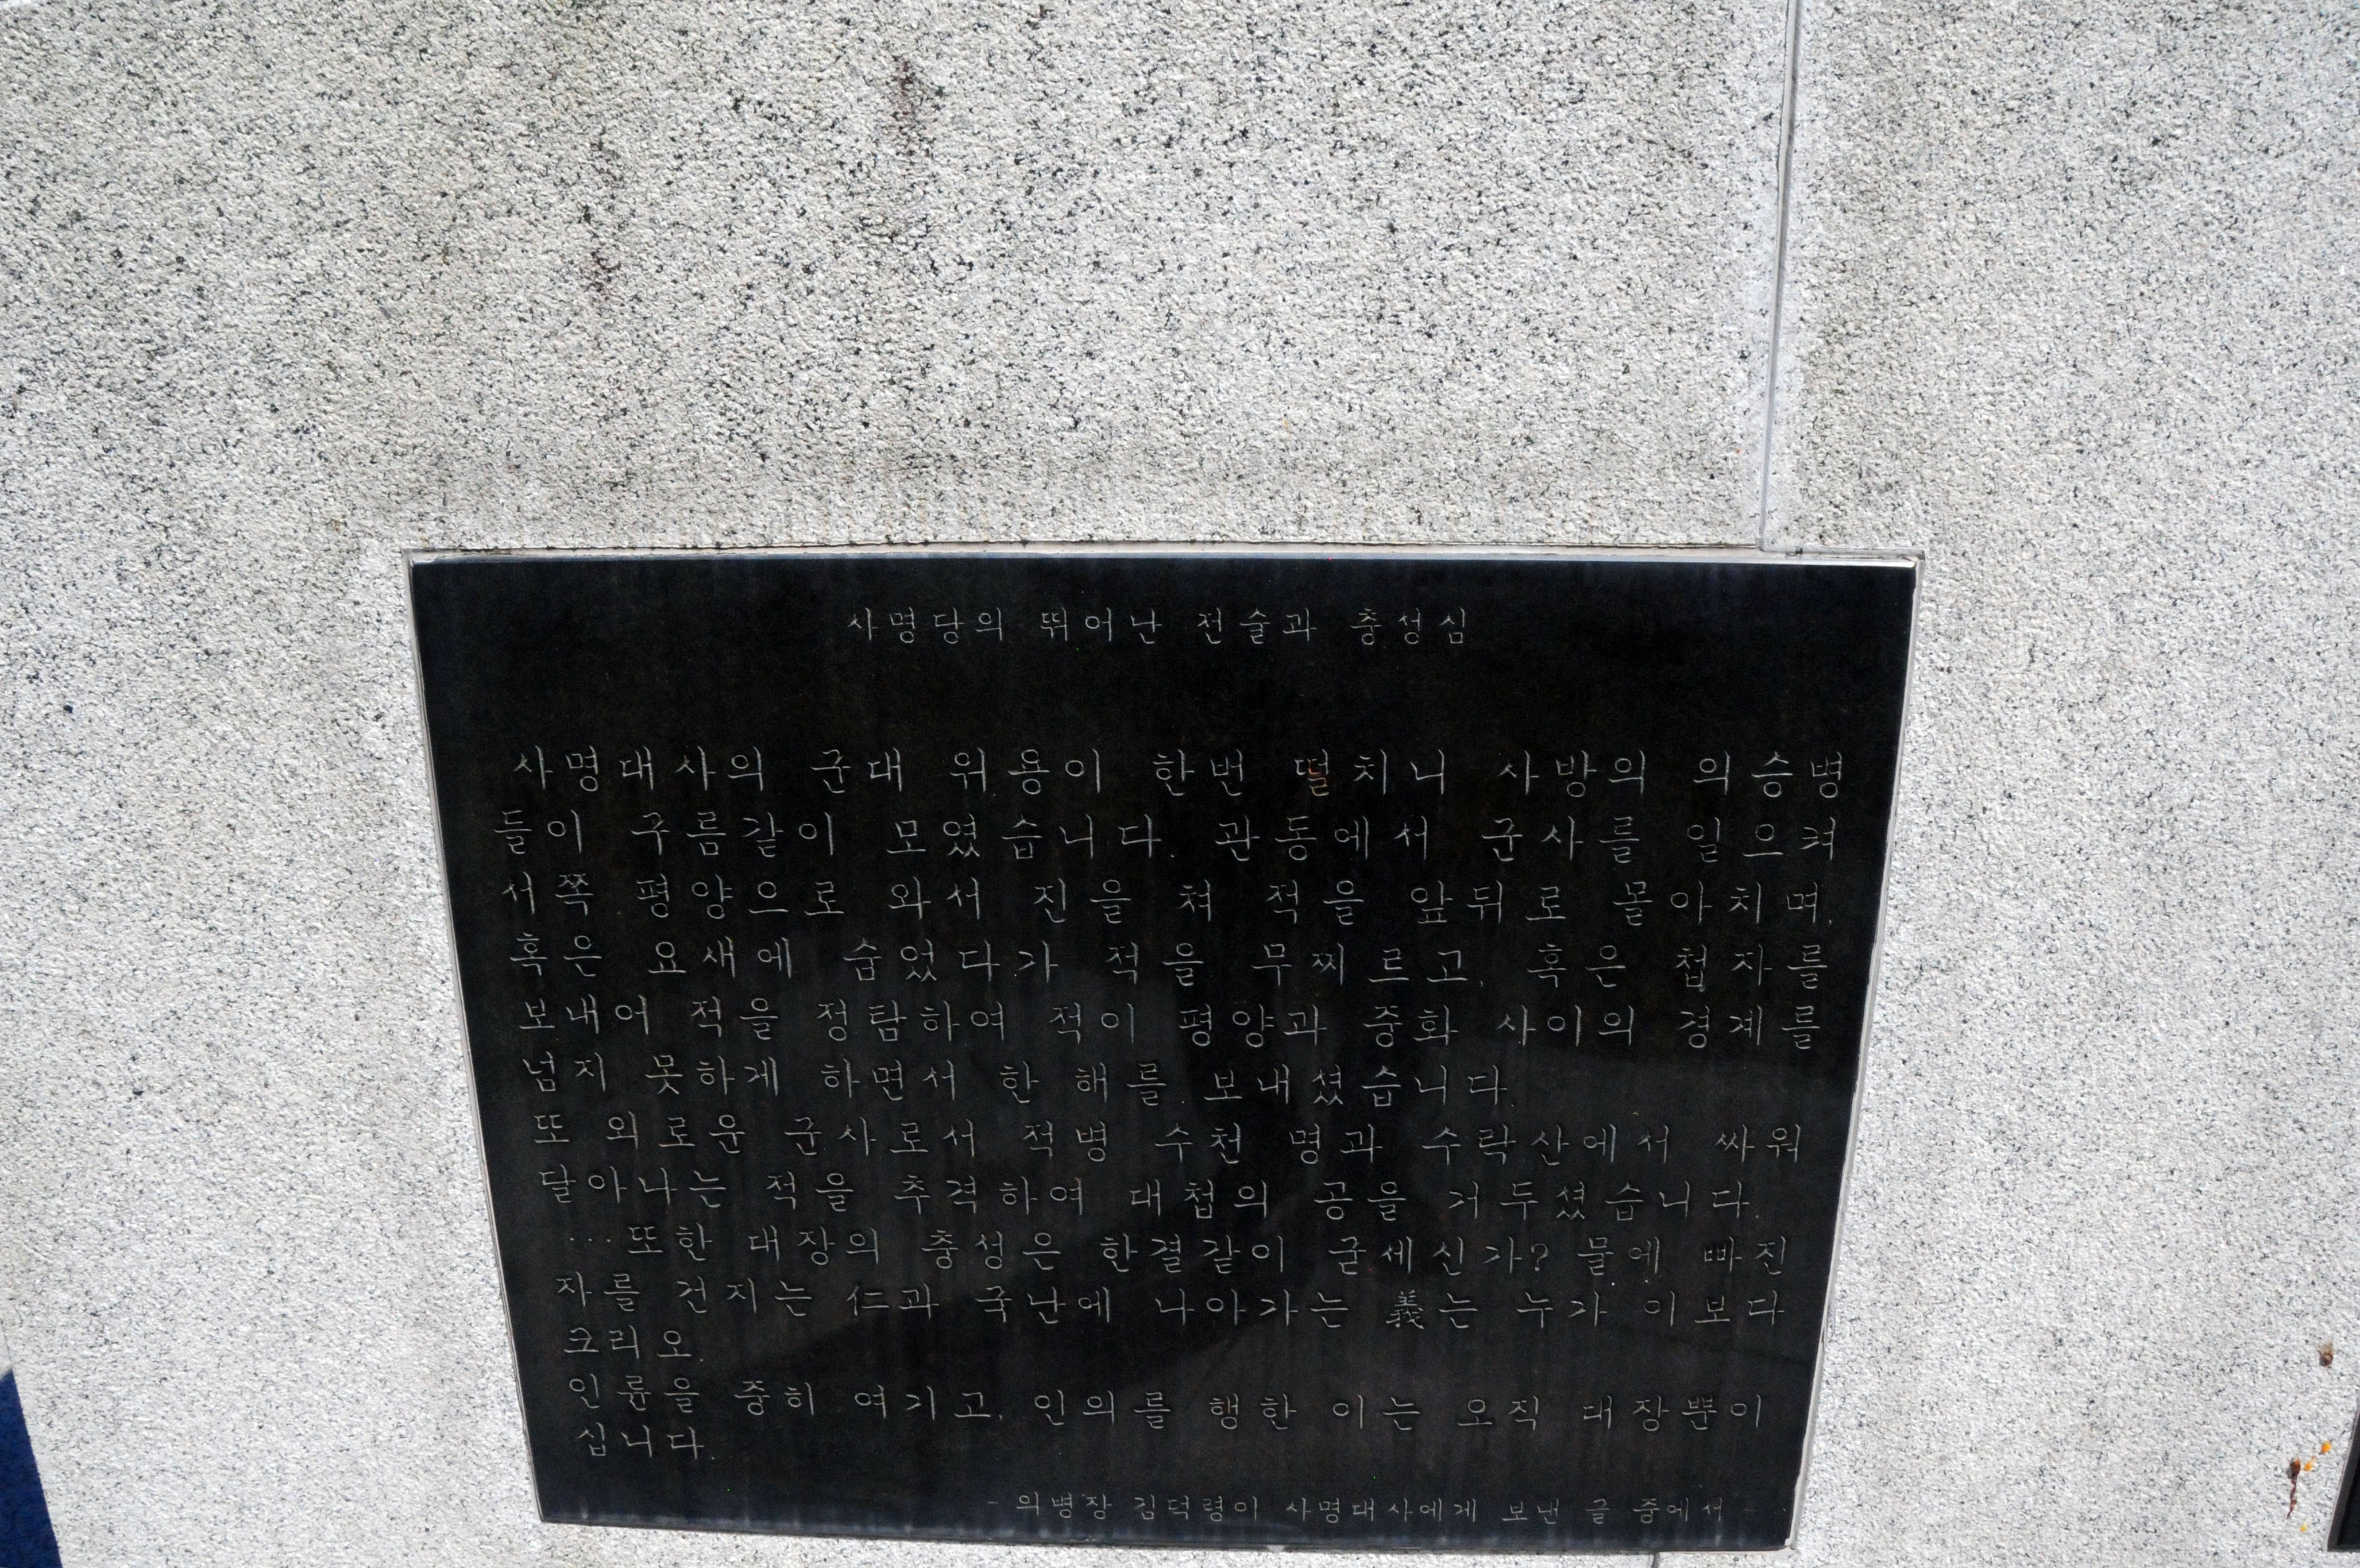 사명당의 뛰어난 전술과 충성심
사명대사의 군대 위용이 한번 떨치니 사방의 의승병
들이 구름같이 모였습니다. 관동에서 군사를 일으켜
서쪽 평양으로 와서 진을 쳐 적을 앞뒤로 몰아치며,
혹은 요새에 숨었다가 적을 무찌르고, 혹은 첩자를
보내어 적을 정탐하여 적이 평양과 중화 사이의 경계를
넘지 못하게 하면서 한 해를 보내셨습니다.
또 외로운 군사로서 적병 수천 명과 수락산에서 싸워
달아나는 적을 추격하여 대첩의 공을 거두셨습니다.
…또한 대장의 충성은 한결같이 굳세신가? 물에 빠진
자를 건지는 仁과 국난에 나아가는 義는 누가 이보다
크리오.
인륜을 중히 여기고, 인의를 행한 이는 오직 대장뿐이
십니다.
- 의병장 김덕령이 사명대사에게 보낸 글 중에서 -